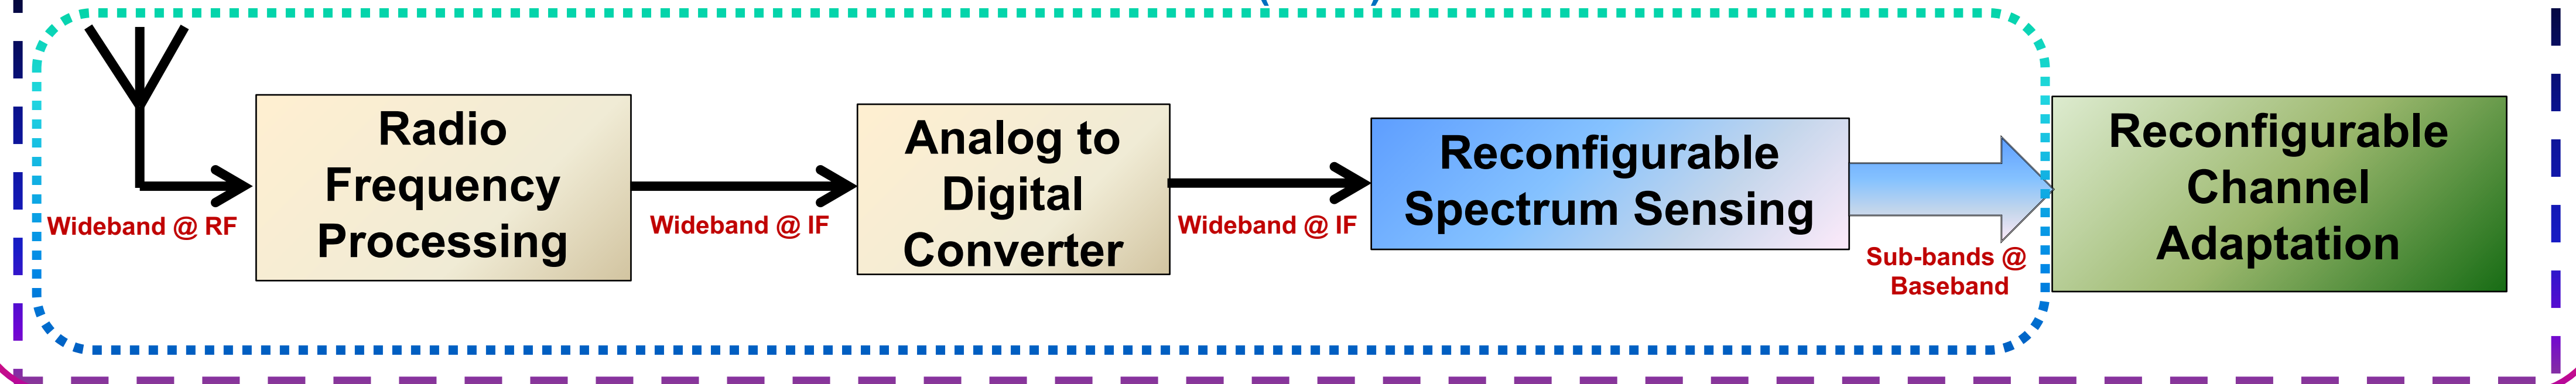 Radio
Frequency
Processing
Analog to
Digital
Converter
Reconfigurable
Spectrum Sensing
Reconfigurable
Channel
Adaptation
Wideband @ RF
Wideband @ IF
Wideband @ IF
Sub-bands @
Baseband